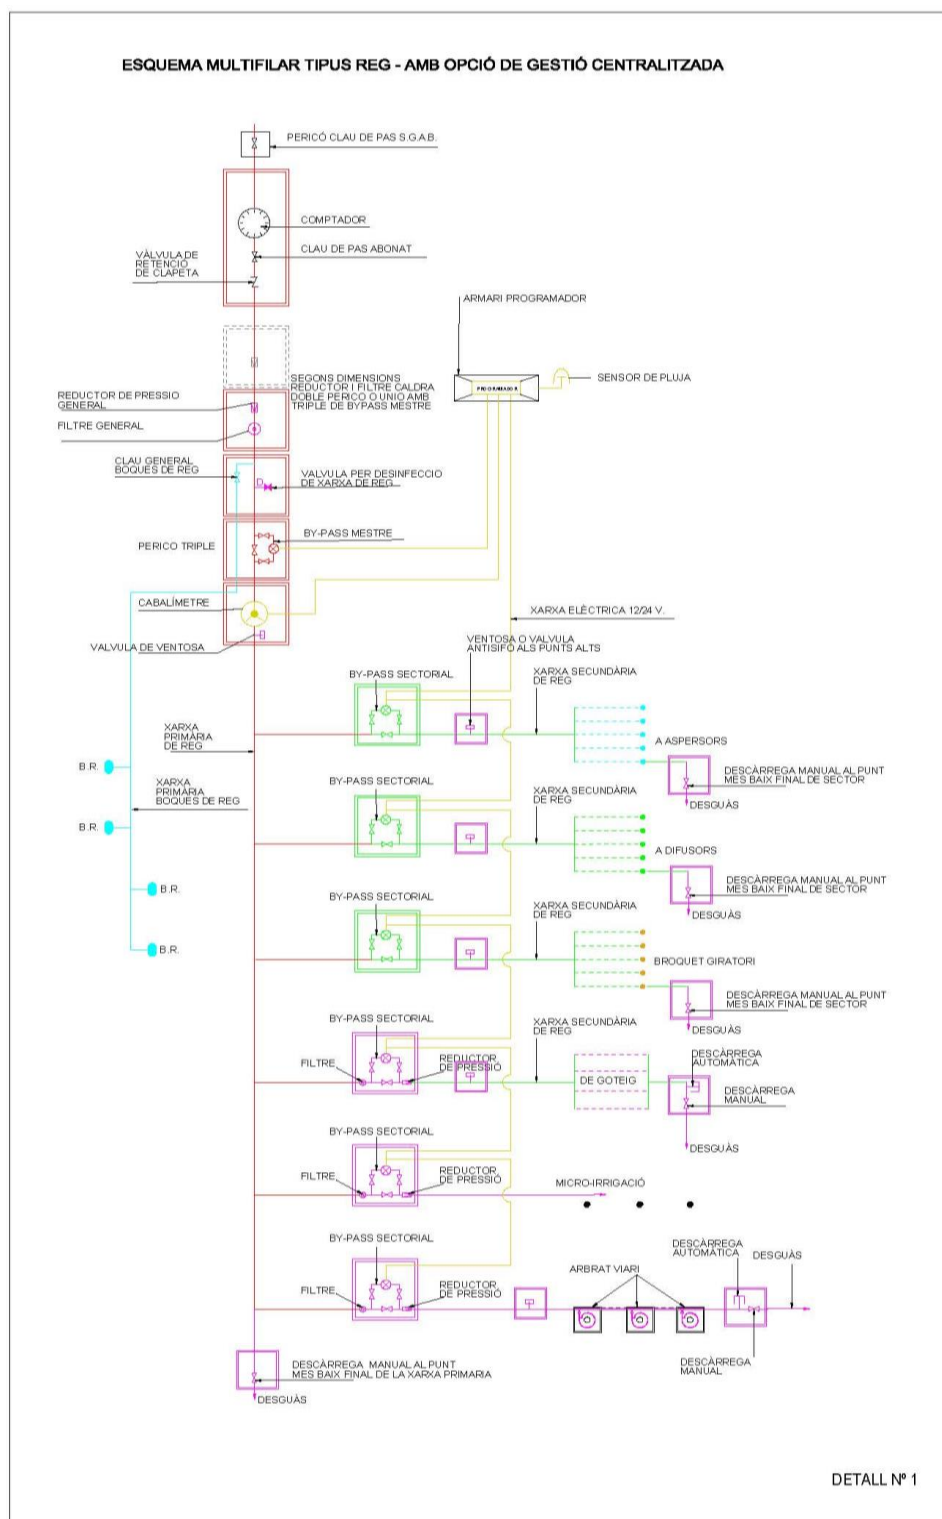 ESQUEMA MULTIFILAR TIPUS REG - AMB OPCIÓ DE GESTIÓ CENTRALITZADA
PERICÓ CLAU DE PAS S.G.A.B.
COMPTADOR
CLAU DE PAS ABONAT
VÀLVULA DE
RETENCIÓ
DE CLAPETA
ARMARI PROGRAMADOR
PROGRAMADOR
SENSOR DE PLUJA
SEGONS DIMENSIONS
REDUCTOR I FILTRE CALDRA
DOBLE PERICO O UNIO AMB
TRIPLE DE BYPASS MESTRE
REDUCTOR DE PRESSIO
GENERAL
FILTRE GENERAL
CLAU GENERAL
BOQUES DE REG
D
VALVULA PER DESINFECCIO
DE XARXA DE REG
BY-PASS MESTRE
PERICO TRIPLE
CABALÍMETRE
VALVULA DE VENTOSA
XARXA ELÈCTRICA 12/24 V.
VENTOSA O VALVULA
ANTISIFÓ ALS PUNTS ALTS
BY-PASS SECTORIAL
XARXA SECUNDÀRIA
DE REG
A ASPERSORS
XARXA
PRIMÀRIA
DE REG
B.R.
DESCÀRREGA MANUAL AL PUNT
MES BAIX FINAL DE SECTOR
DESGUÀS
XARXA
PRIMÀRIA
BOQUES DE REG
BY-PASS SECTORIAL
XARXA SECUNDÀRIA
DE REG
B.R.
A DIFUSORS
DESCÀRREGA MANUAL AL PUNT
MES BAIX FINAL DE SECTOR
DESGUÀS
B.R.
BY-PASS SECTORIAL
XARXA SECUNDÀRIA
DE REG
B.R.
BROQUET GIRATORI
DESCÀRREGA MANUAL AL PUNT
MES BAIX FINAL DE SECTOR
DESGUÀS
BY-PASS SECTORIAL
XARXA SECUNDÀRIA
DE REG
FILTRE
REDUCTOR
DE PRESSIÓ
DE GOTEIG
DESCÀRREGA
AUTOMÀTICA
DESCÀRREGA
MANUAL
DESGUÀS
BY-PASS SECTORIAL
FILTRE
REDUCTOR
DE PRESSIÓ
MICRO-IRRIGACIÓ
BY-PASS SECTORIAL
FILTRE
REDUCTOR
DE PRESSIÓ
ARBRAT VIARI
DESCÀRREGA
AUTOMÀTICA
DESGUÀS
DESCÀRREGA
MANUAL
DESCÀRREGA MANUAL AL PUNT
MES BAIX FINAL DE LA XARXA PRIMARIA
DESGUÀS
DETALL Nº 1